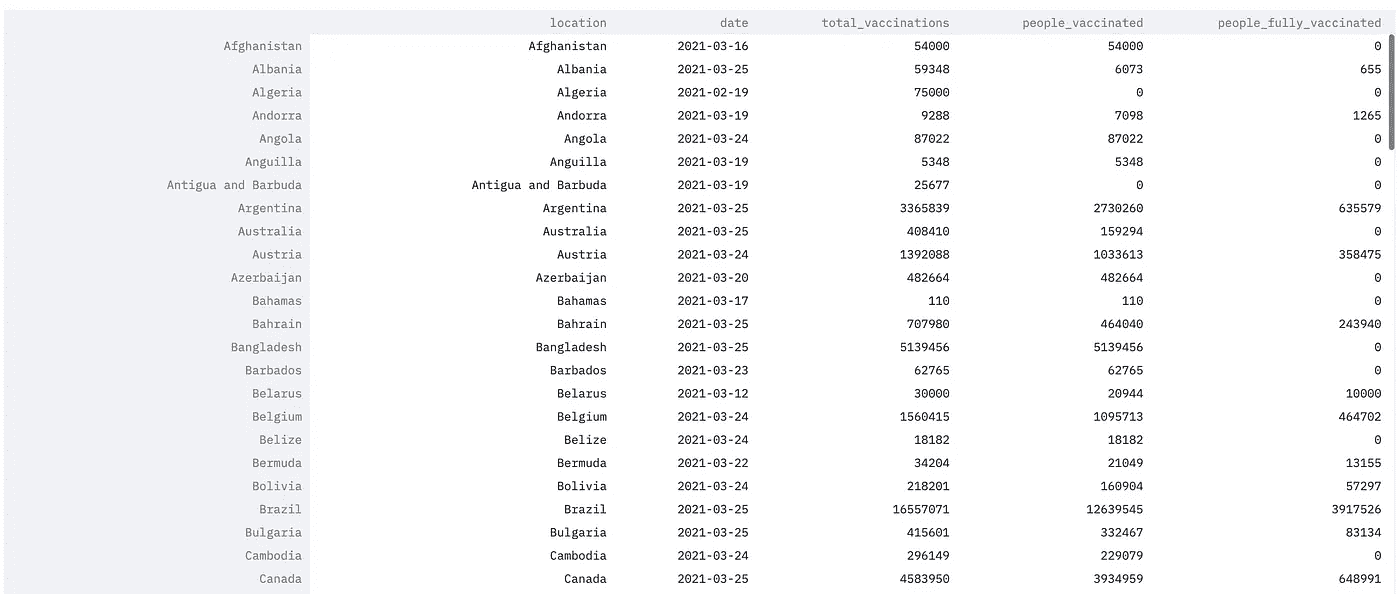 location date total_vaccinations people_vaccinated people_fully_vaccinated
Afghanistan Afghanistan 2021-03-16 54000 54000 0
Albania Albania 2021-03-25 59348 6073 655
Algeria Algeria 2021-02-19 75000 0 0
Andorra Andorra 2021-03-19 9288 7098 1265
Angola Angola 2021-03-24 87022 87022 0
Anguilla Anguilla 2021-03-19 5348 5348 0
Antigua and Barbuda Antigua and Barbuda 2021-03-19 25677 0 0
Argentina Argentina 2021-03-25 3365839 2730260 635579
Australia Australia 2021-03-25 408410 159294 0
Austria Austria 2021-03-24 1392088 1033613 358475
Azerbaijan Azerbaijan 2021-03-20 482664 482664 0
Bahamas Bahamas 2021-03-17 110 110 0
Bahrain Bahrain 2021-03-25 707980 464040 243940
Bangladesh Bangladesh 2021-03-25 5139456 5139456 0
Barbados Barbados 2021-03-23 62765 62765 0
Belarus Belarus 2021-03-12 30000 20944 10000
Belgium Belgium 2021-03-24 1560415 1095713 464702
Belize Belize 2021-03-24 18182 18182 0
Bermuda Bermuda 2021-03-22 34204 21049 13155
Bolivia Bolivia 2021-03-24 218201 160904 57297
Brazil Brazil 2021-03-25 16557071 12639545 3917526
Bulgaria Bulgaria 2021-03-25 415601 332467 83134
Cambodia Cambodia 2021-03-24 296149 229079 0
Canada Canada 2021-03-25 4583950 3934959 648991